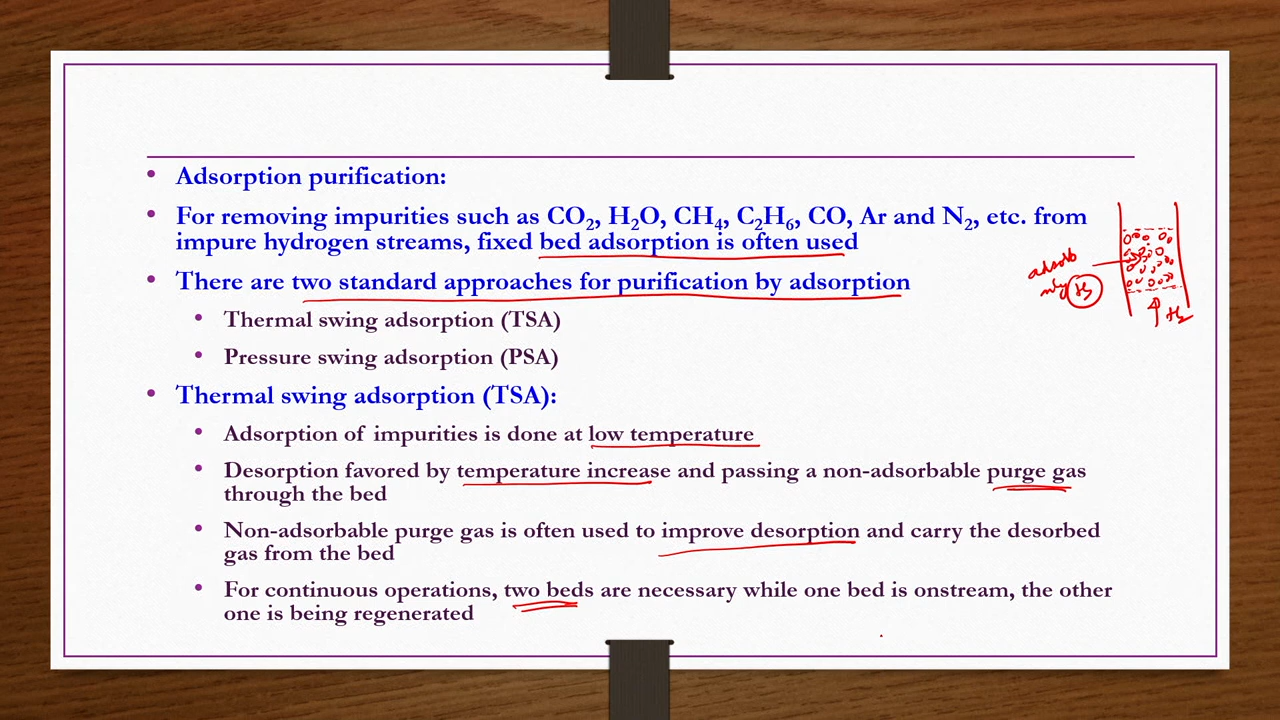 • Adsorption purification:
• For removing impurities such as CO₂, H₂O, CH₄, C₂H₆, CO, Ar and N₂, etc. from
impure hydrogen streams, fixed bed adsorption is often used
• There are two standard approaches for purification by adsorption
• Thermal swing adsorption (TSA)
• Pressure swing adsorption (PSA)
• Thermal swing adsorption (TSA):
• Adsorption of impurities is done at low temperature
• Desorption favored by temperature increase and passing a non-adsorbable purge gas
through the bed
• Non-adsorbable purge gas is often used to improve desorption and carry the desorbed
gas from the bed
• For continuous operations, two beds are necessary while one bed is onstream, the other
one is being regenerated
adsorb
only H₂
H₂